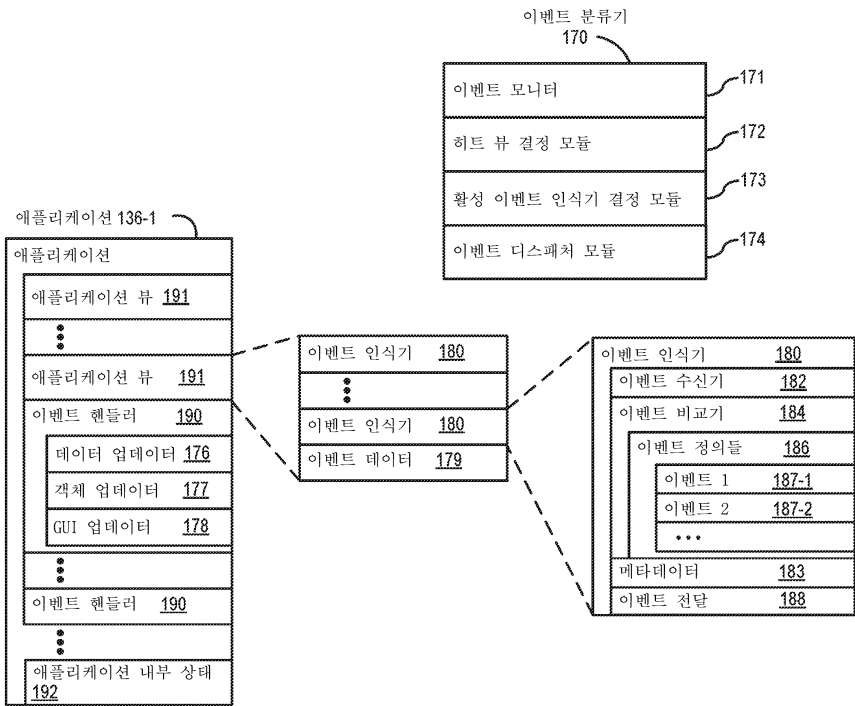 이벤트 분류기
170
이벤트 모니터
171
히트 뷰 결정 모듈
172
활성 이벤트 인식기 결정 모듈
173
이벤트 디스패처 모듈
174
애플리케이션 136-1
애플리케이션
애플리케이션 뷰 191
애플리케이션 뷰 191
이벤트 핸들러 190
데이터 업데이터 176
객체 업데이터 177
GUI 업데이터 178
이벤트 핸들러 190
애플리케이션 내부 상태
192
이벤트 인식기 180
이벤트 인식기 180
이벤트 데이터 179
이벤트 인식기 180
이벤트 수신기 182
이벤트 비교기 184
이벤트 정의들 186
이벤트 1 187-1
이벤트 2 187-2
•••
메타데이터 183
이벤트 전달 188